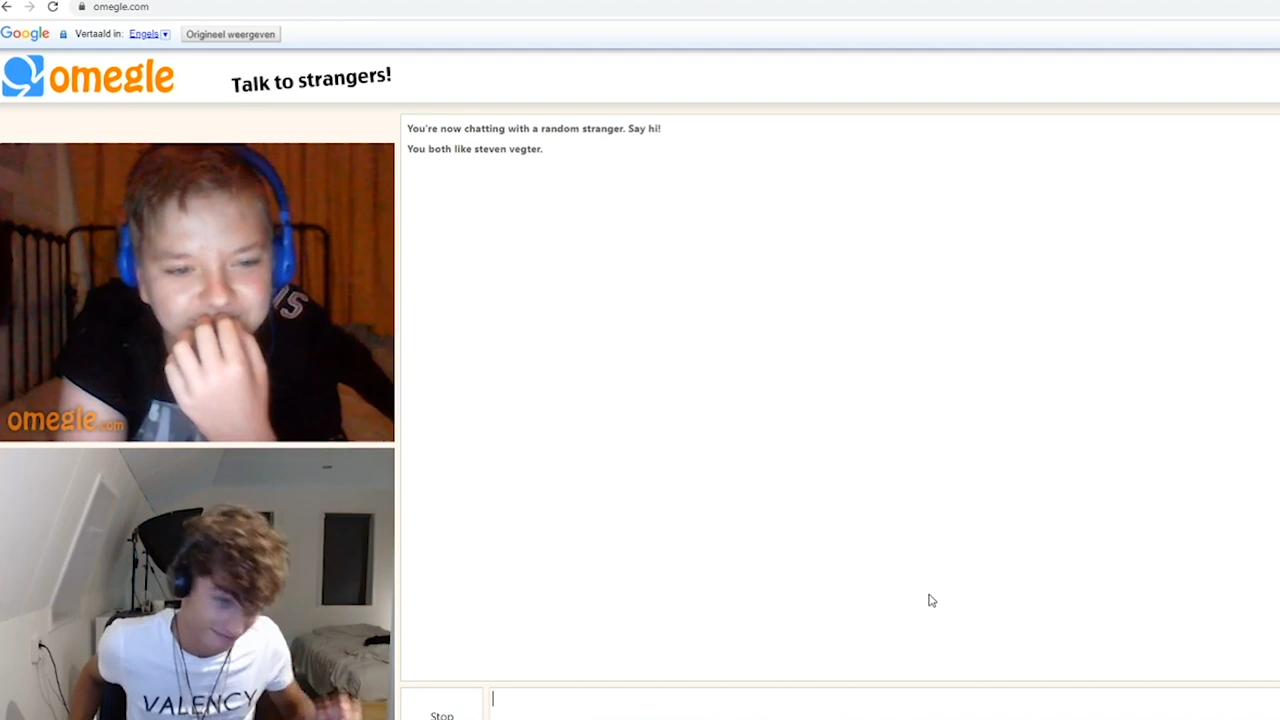 omegle.com
Google
Vertaald in: Engels
Origineel weergeven
omegle
Talk to strangers!
You're now chatting with a random stranger. Say hi!
You both like steven vegter.
15
omegle.com
VALENCY
Stop